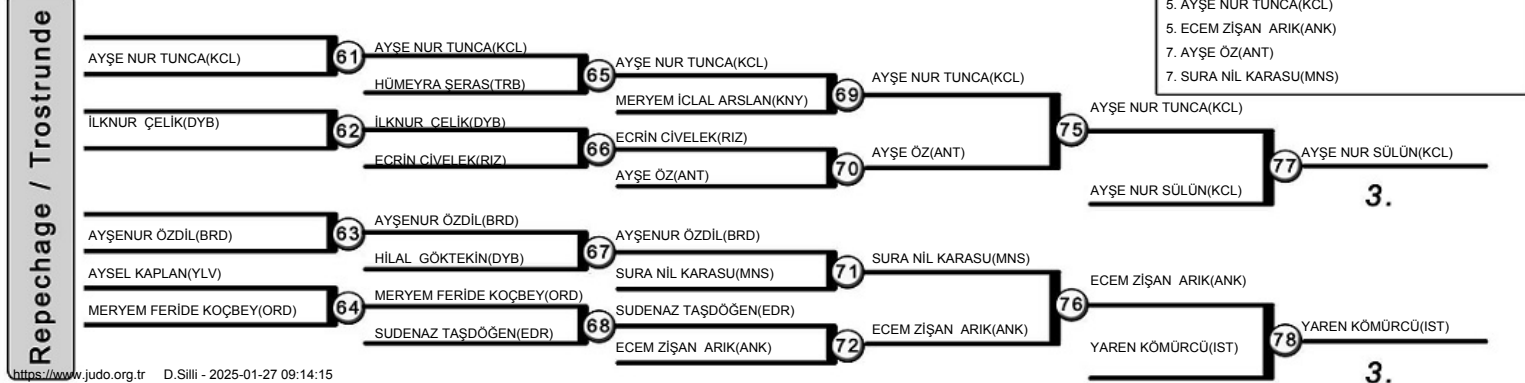 Repechage / Trostrunde
5. AYŞE NUR TUNCA(KCL)
5. ECEM ZİŞAN ARIK(ANK)
7. AYŞE ÖZ(ANT)
7. SURA NİL KARASU(MNS)
AYŞE NUR TUNCA(KCL)
61
AYŞE NUR TUNCA(KCL)
HÜMEYRA ŞERAS(TRB)
65
AYŞE NUR TUNCA(KCL)
MERYEM İCLAL ARSLAN(KNY)
69
AYŞE NUR TUNCA(KCL)
İLKNUR ÇELİK(DYB)
62
İLKNUR ÇELİK(DYB)
ECRİN CİVELEK(RIZ)
66
ECRİN CİVELEK(RIZ)
AYŞE ÖZ(ANT)
70
AYŞE ÖZ(ANT)
75
AYŞE NUR TUNCA(KCL)
AYŞE NUR SÜLÜN(KCL)
77
AYŞE NUR SÜLÜN(KCL)
3.
AYŞENUR ÖZDİL(BRD)
63
AYŞENUR ÖZDİL(BRD)
HİLAL GÖKTEKİN(DYB)
67
AYŞENUR ÖZDİL(BRD)
SURA NİL KARASU(MNS)
71
SURA NİL KARASU(MNS)
AYSEL KAPLAN(YLV)
MERYEM FERİDE KOÇBEY(ORD)
64
MERYEM FERİDE KOÇBEY(ORD)
SUDENAZ TAŞDÖĞEN(EDR)
68
SUDENAZ TAŞDÖĞEN(EDR)
ECEM ZİŞAN ARIK(ANK)
72
ECEM ZİŞAN ARIK(ANK)
76
ECEM ZİŞAN ARIK(ANK)
YAREN KÖMÜRCÜ(IST)
78
YAREN KÖMÜRCÜ(IST)
3.
https://www.judo.org.tr D.Silli - 2025-01-27 09:14:15